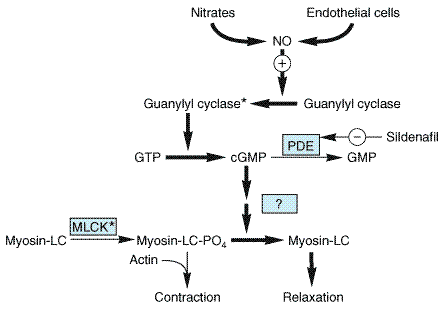 Nitrates Endothelial cells
NO
+
Guanylyl cyclase* Guanylyl cyclase
PDE − Sildenafil
GTP cGMP GMP
?
MLCK*
Myosin-LC Myosin-LC-PO₄ Myosin-LC
Actin
Contraction Relaxation